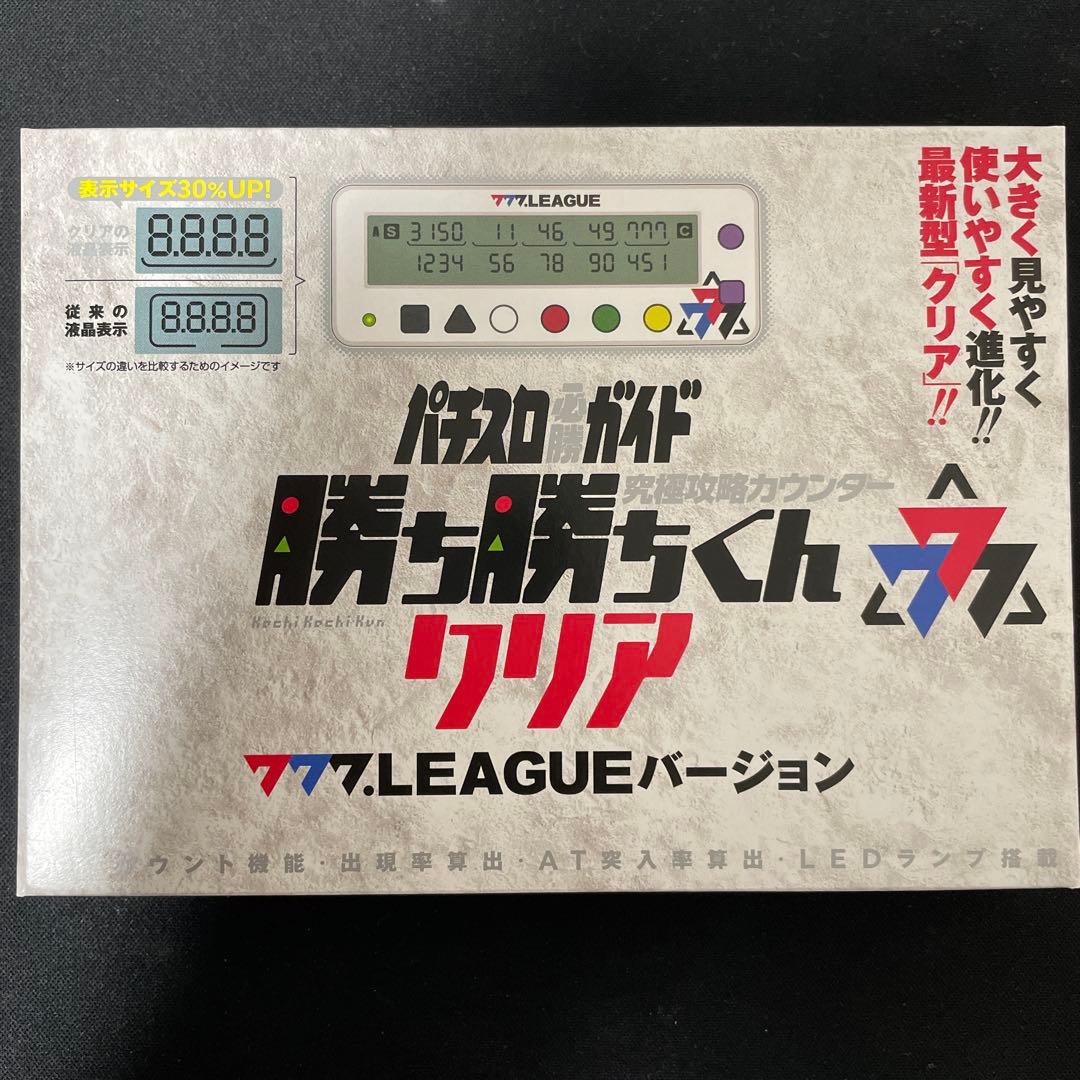 表示サイズ30%UP!
クリアの
液晶表示
8.8.8.8
従来の
液晶表示
8.8.8.8
※サイズの違いを比較するためのイメージです
777.LEAGUE
S 3150 11 46 49 777 C
1234 56 78 90 451
777
大きく見やすく
使いやすく進化!!
最新型「クリア」!!
パチスロ必勝ガイド
究極攻略カウンター
勝ち勝ちくん
Kachi Kachi-Kun
クリア
777
777.LEAGUEバージョン
カウント機能・出現率算出・AT突入率算出・LEDランプ搭載